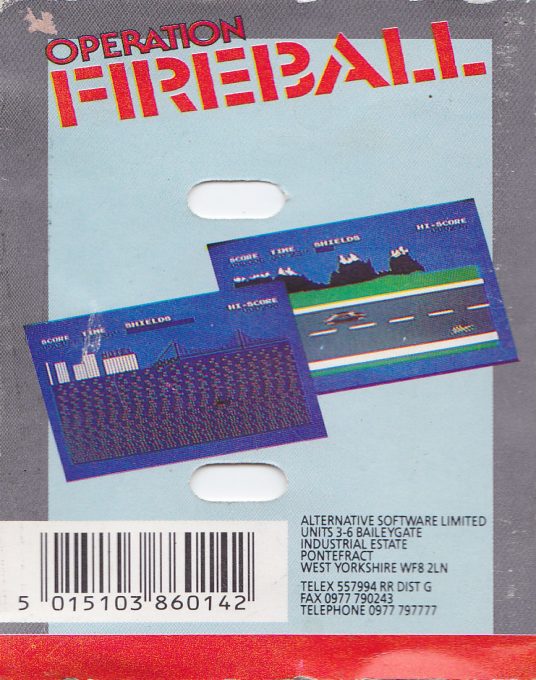 OPERATION
FIREBALL
SCORE TIME SHIELDS HI-SCORE
SCORE TIME SHIELDS HI-SCORE
ALTERNATIVE SOFTWARE LIMITED
UNITS 3-6 BAILEYGATE
INDUSTRIAL ESTATE
PONTEFRACT
WEST YORKSHIRE WF8 2LN
TELEX 557994 RR DIST G
FAX 0977 790243
TELEPHONE 0977 797777
5 015103 860142